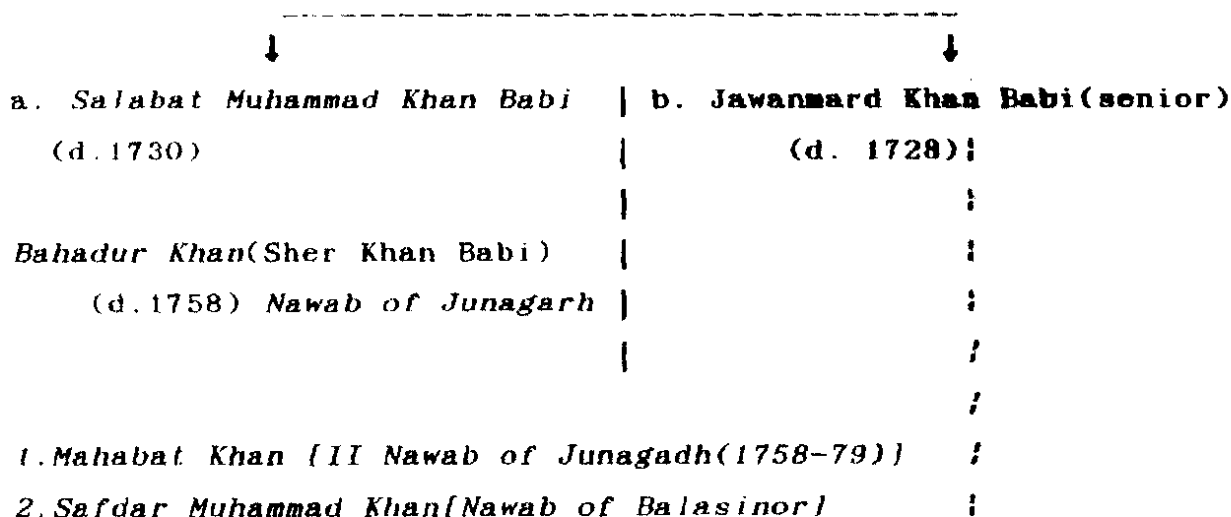 a. Salabat Muhammad Khan Babi | b. Jawanmard Khan Babi(senior)
(d.1730) | (d. 1728)
Bahadur Khan(Sher Khan Babi) |
(d.1758) Nawab of Junagarh |
1.Mahabat Khan [II Nawab of Junagadh(1758-79)]
2.Safdar Muhammad Khan[Nawab of Balasinor]